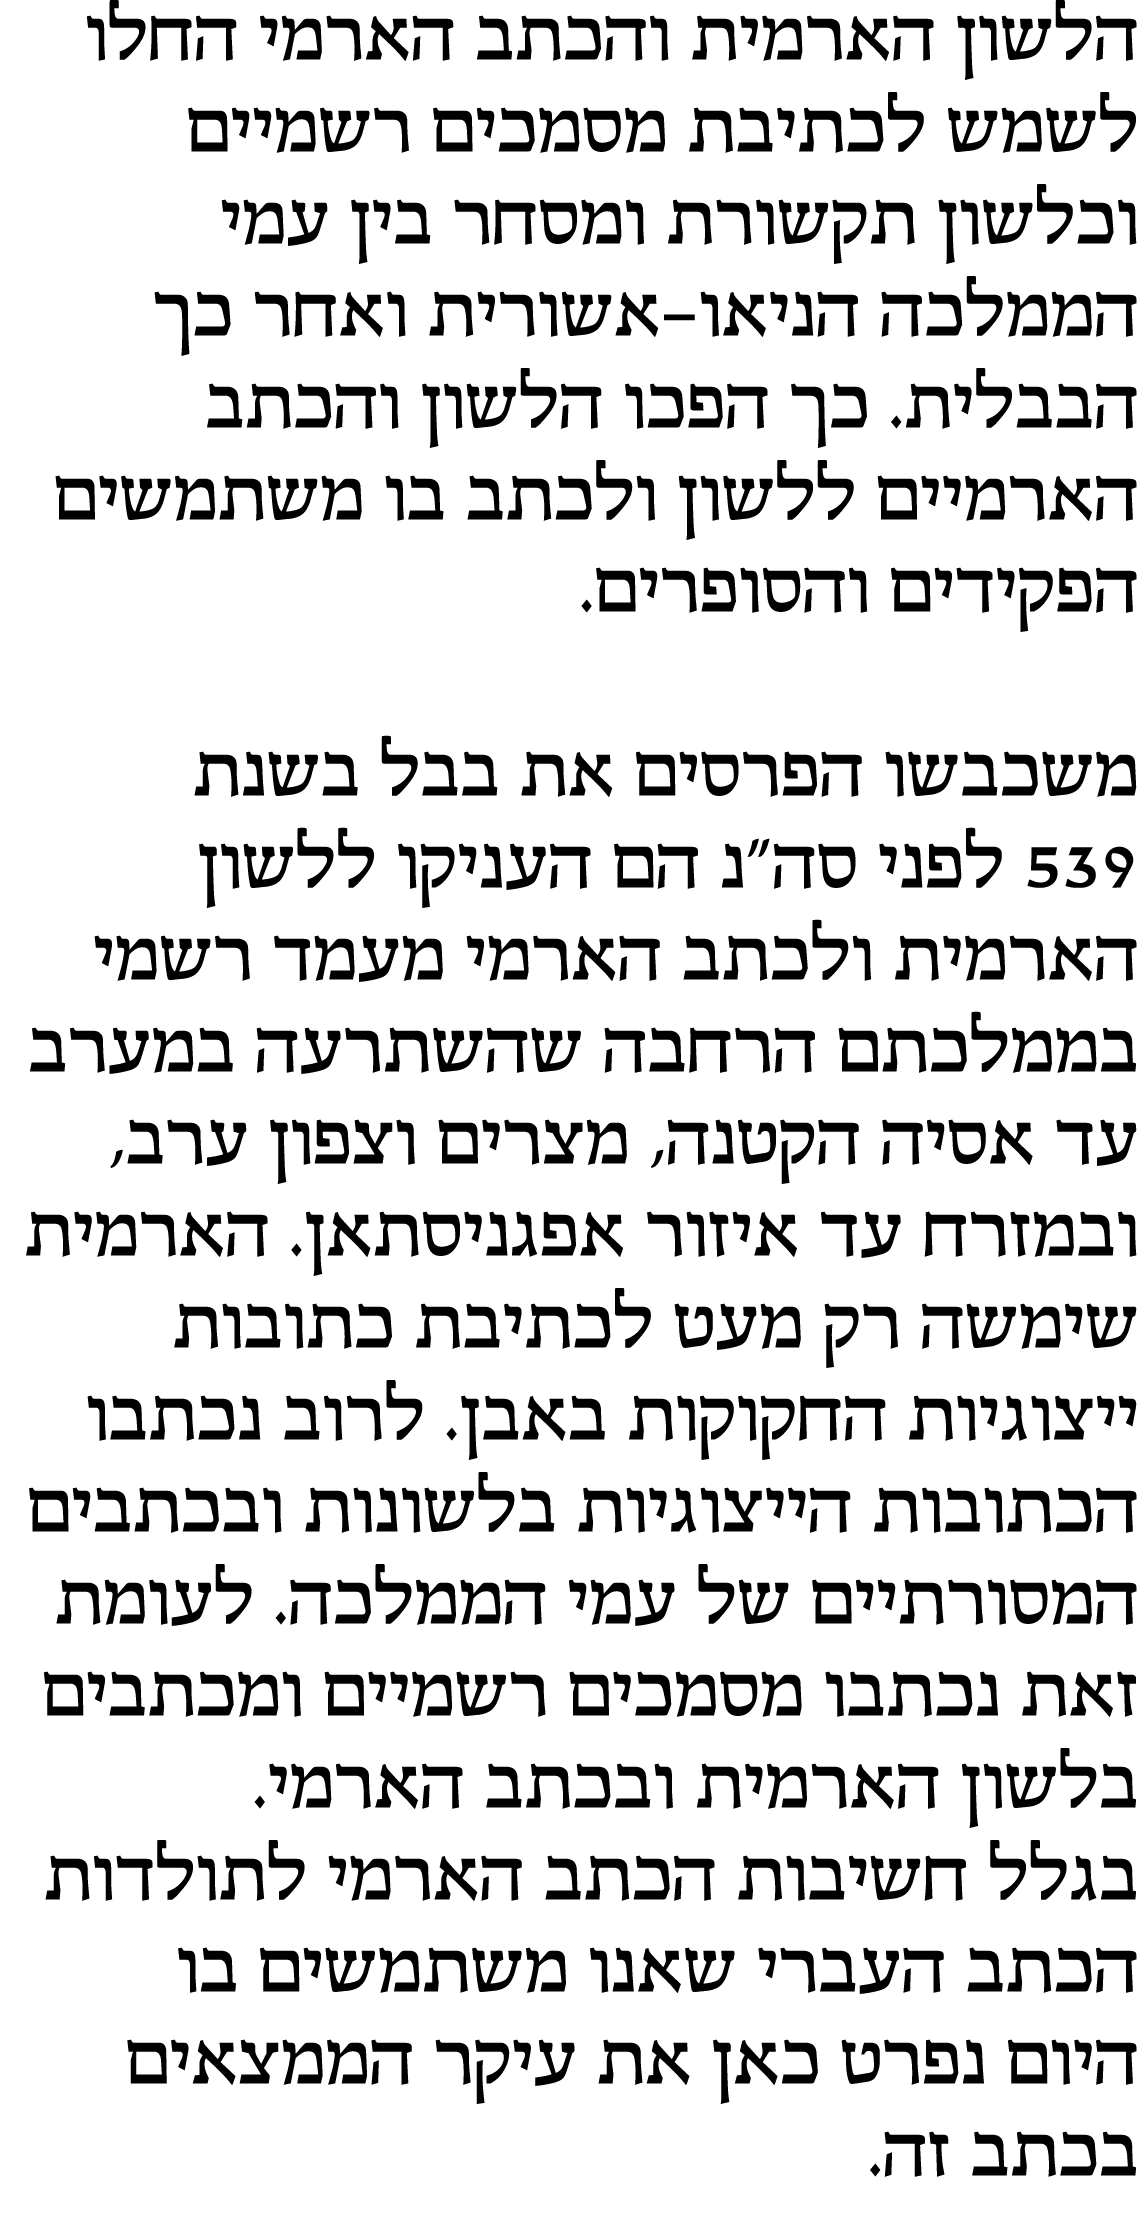 הלשון הארמית והכתב הארמי החלו
לשמש לכתיבת מסמכים רשמיים
וכלשון תקשורת ומסחר בין עמי
הממלכה הניאו–אשורית ואחר כך
הבבלית. כך הפכו הלשון והכתב
הארמיים ללשון ולכתב בו משתמשים
הפקידים והסופרים.
משכבשו הפרסים את בבל בשנת
539 לפני סה״נ הם העניקו ללשון
הארמית ולכתב הארמי מעמד רשמי
בממלכתם הרחבה שהשתרעה במערב
עד אסיה הקטנה, מצרים וצפון ערב,
ובמזרח עד איזור אפגניסתאן. הארמית
שימשה רק מעט לכתיבת כתובות
ייצוגיות החקוקות באבן. לרוב נכתבו
הכתובות הייצוגיות בלשונות ובכתבים
המסורתיים של עמי הממלכה. לעומת
זאת נכתבו מסמכים רשמיים ומכתבים
בלשון הארמית ובכתב הארמי.
בגלל חשיבות הכתב הארמי לתולדות
הכתב העברי שאנו משתמשים בו
היום נפרט כאן את עיקר הממצאים
בכתב זה.